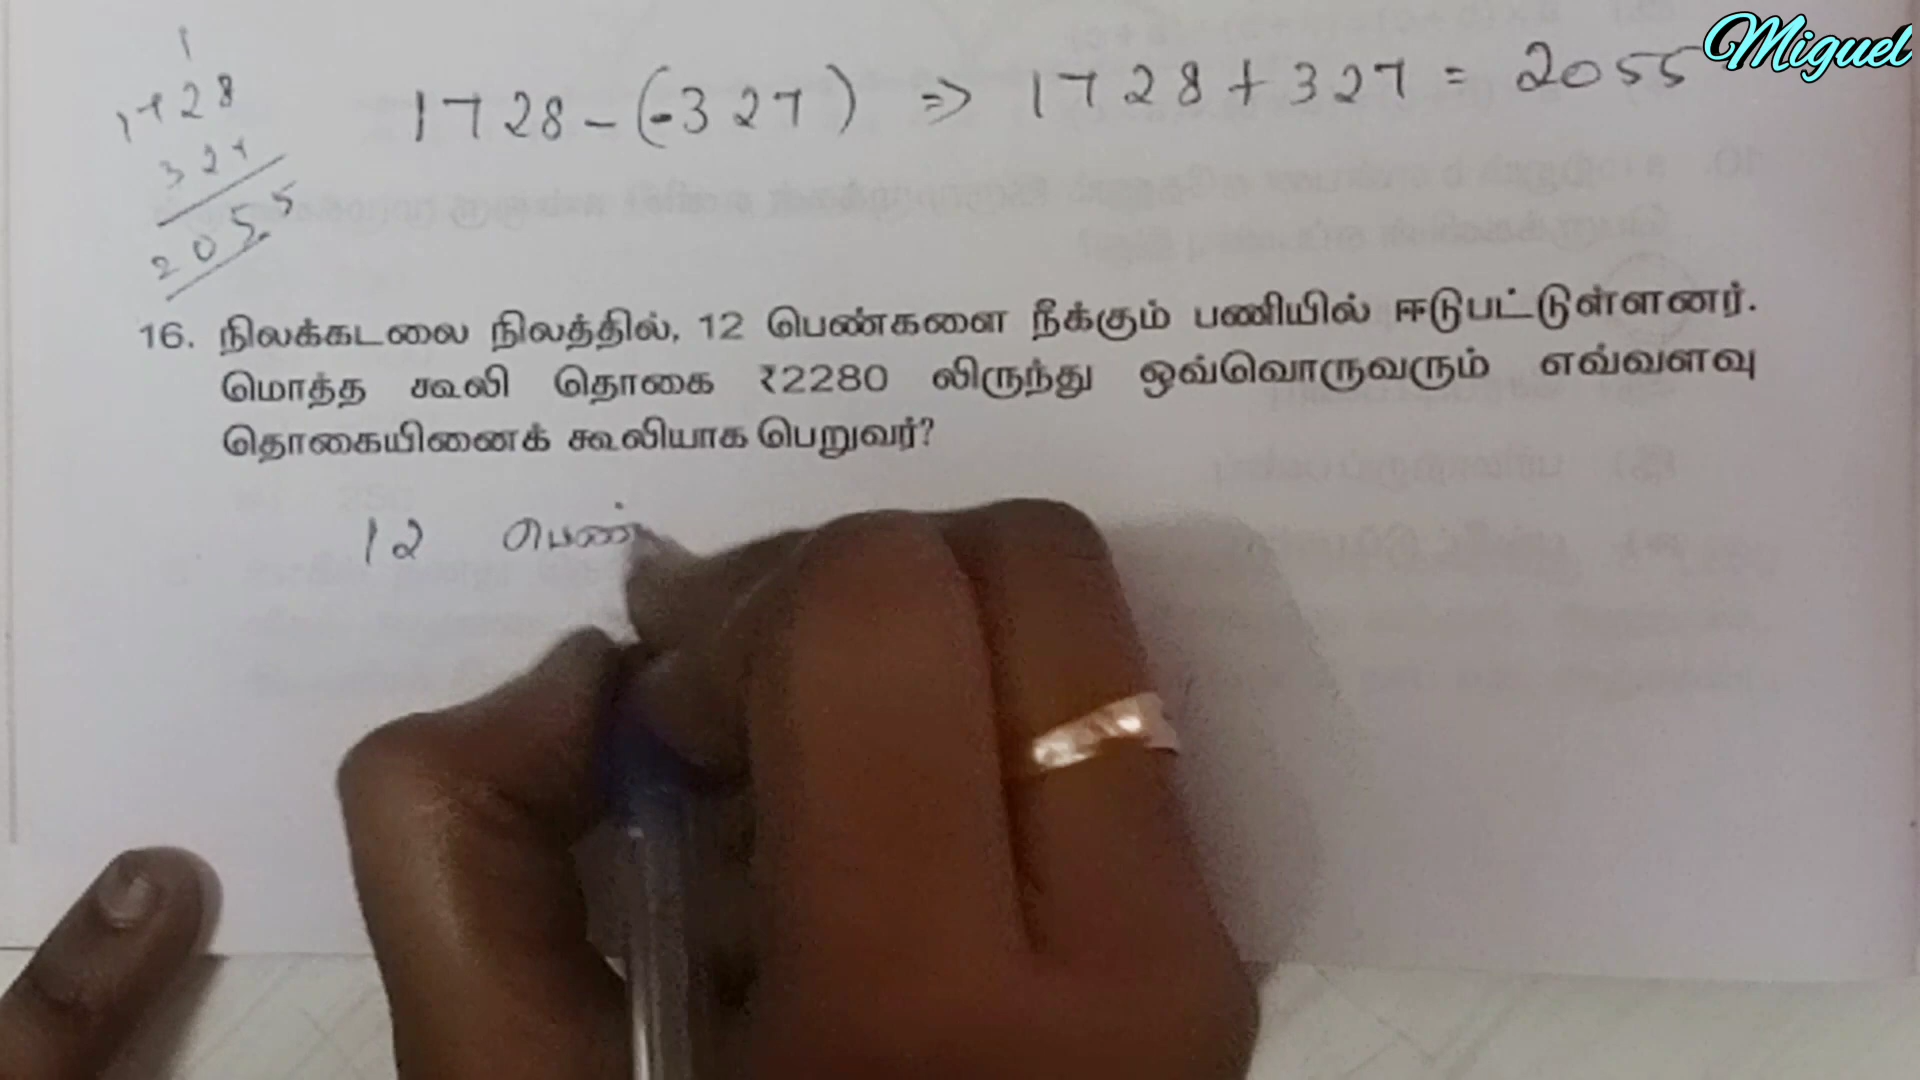 Miguel
1
1728
327
2055
1728 - (-327) => 1728 + 327 = 2055
16. நிலக்கடலை நிலத்தில், 12 பெண்களை நீக்கும் பணியில் ஈடுபட்டுள்ளனர்.
மொத்த கூலி தொகை ₹2280 லிருந்து ஒவ்வொருவரும் எவ்வளவு
தொகையினைக் கூலியாக பெறுவர்?
12 பெண்